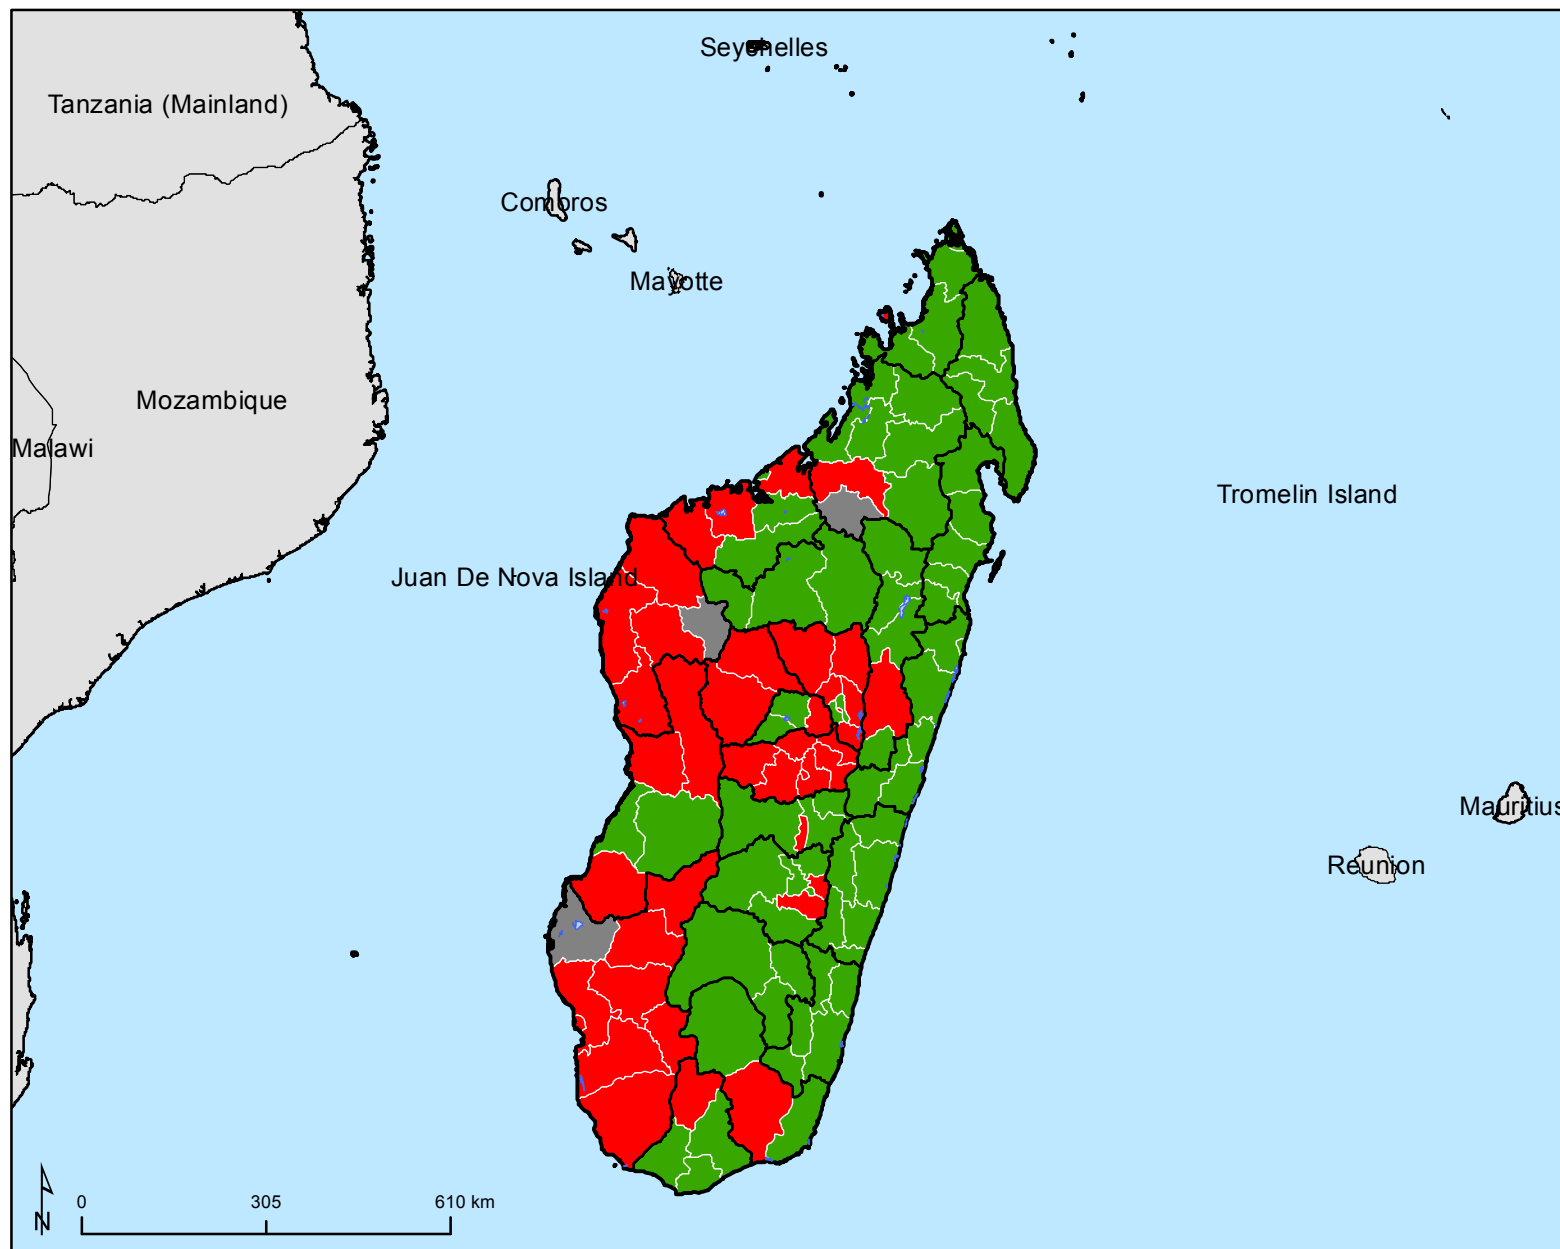 Seychelles
Tanzania (Mainland)
Comoros
Mayotte
Mozambique
Malawi
Tromelin Island
Juan De Nova Island
Mauritius
Reunion
N
0 305 610 km